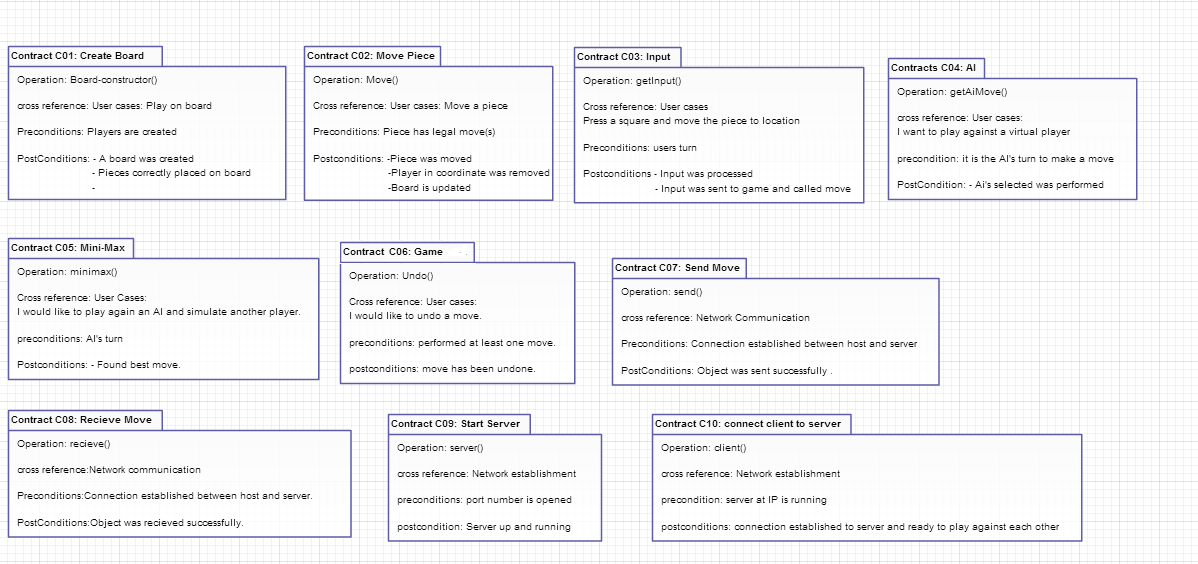 Contract C01: Create Board
Operation: Board-constructor()
cross reference: User cases: Play on board
Preconditions: Players are created
PostConditions: - A board was created
- Pieces correctly placed on board
-
Contract C02: Move Piece
Operation: Move()
Cross reference: User cases: Move a piece
Preconditions: Piece has legal move(s)
Postconditions: -Piece was moved
-Player in coordinate was removed
-Board is updated
Contract C03: Input
Operation: getInput()
Cross reference: User cases
Press a square and move the piece to location
Preconditions: users turn
Postconditions - Input was processed
- Input was sent to game and called move
Contracts C04: AI
Operation: getAiMove()
cross reference: User cases:
I want to play against a virtual player
precondition: it is the AI's turn to make a move
PostCondition: - Ai's selected was performed
Contract C05: Mini-Max
Operation: minimax()
Cross reference: User Cases:
I would like to play again an AI and simulate another player.
preconditions: AI's turn
Postconditions: - Found best move.
Contract C06: Game
Operation: Undo()
Cross reference: User cases:
I would like to undo a move.
preconditions: performed at least one move.
postconditions: move has been undone.
Contract C07: Send Move
Operation: send()
cross reference: Network Communication
Preconditions: Connection established between host and server
PostConditions: Object was sent successfully .
Contract C08: Recieve Move
Operation: recieve()
cross reference:Network communication
Preconditions:Connection established between host and server.
PostConditions:Object was recieved successfully.
Contract C09: Start Server
Operation: server()
cross reference: Network establishment
preconditions: port number is opened
postcondition: Server up and running
Contract C10: connect client to server
Operation: client()
cross reference: Network establishment
precondition: server at IP is running
postconditions: connection established to server and ready to play against each other